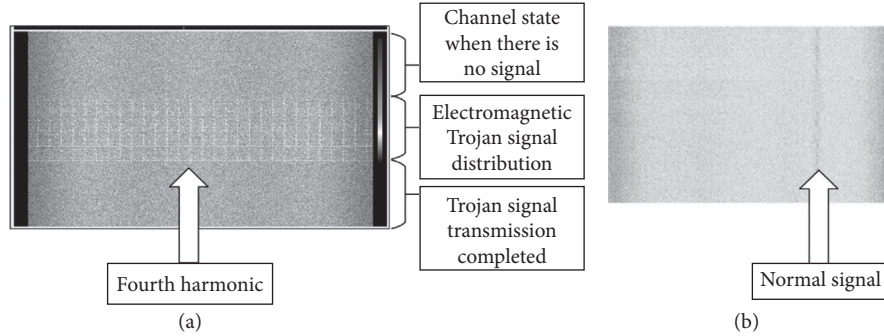 Channel state
when there is
no signal
Electromagnetic
Trojan signal
distribution
Trojan signal
transmission
completed
Fourth harmonic
(a)
Normal signal
(b)